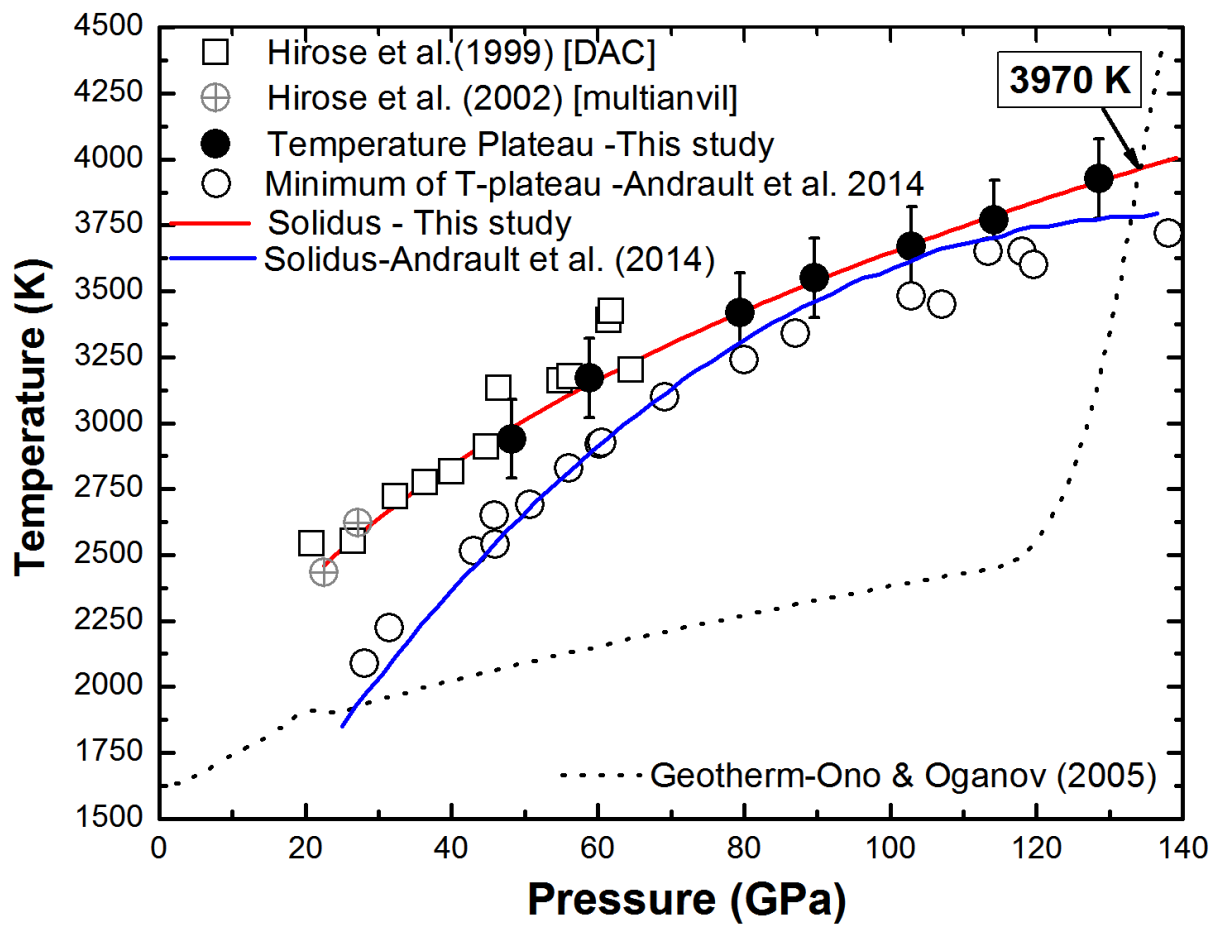 4500
4250
4000
3750
3500
3250
3000
2750
2500
2250
2000
1750
1500
Temperature (K)
Hirose et al.(1999) [DAC]
Hirose et al. (2002) [multianvil]
Temperature Plateau -This study
Minimum of T-plateau -Andrault et al. 2014
Solidus - This study
Solidus-Andrault et al. (2014)
3970 K
Geotherm-Ono & Oganov (2005)
0 20 40 60 80 100 120 140
Pressure (GPa)